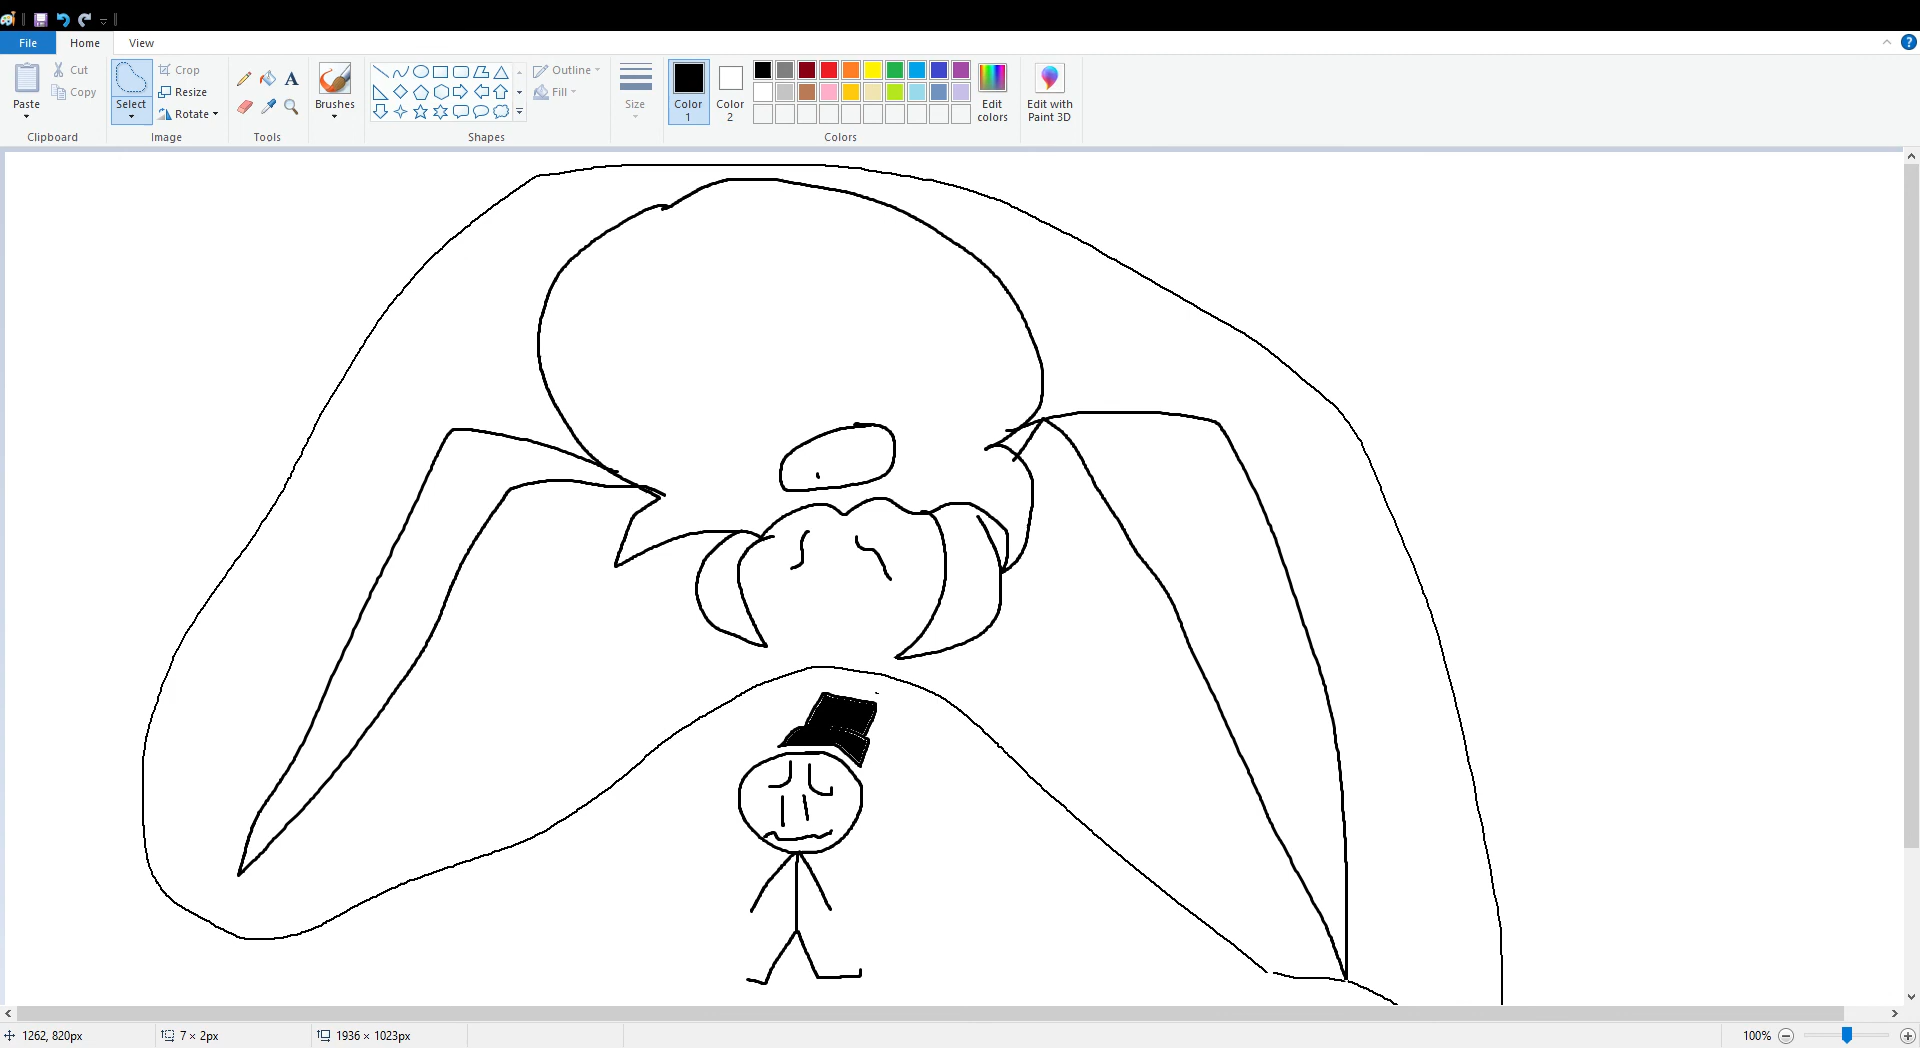 File Home View
Paste
Cut
Copy
Clipboard
Select
Crop
Resize
Rotate
Image
A
Tools
Brushes
Shapes
Outline
Fill
Size
Color 1
Color 2
Edit colors
Colors
Edit with Paint 3D
?
1262, 820px 7 × 2px 1936 × 1023px 100%